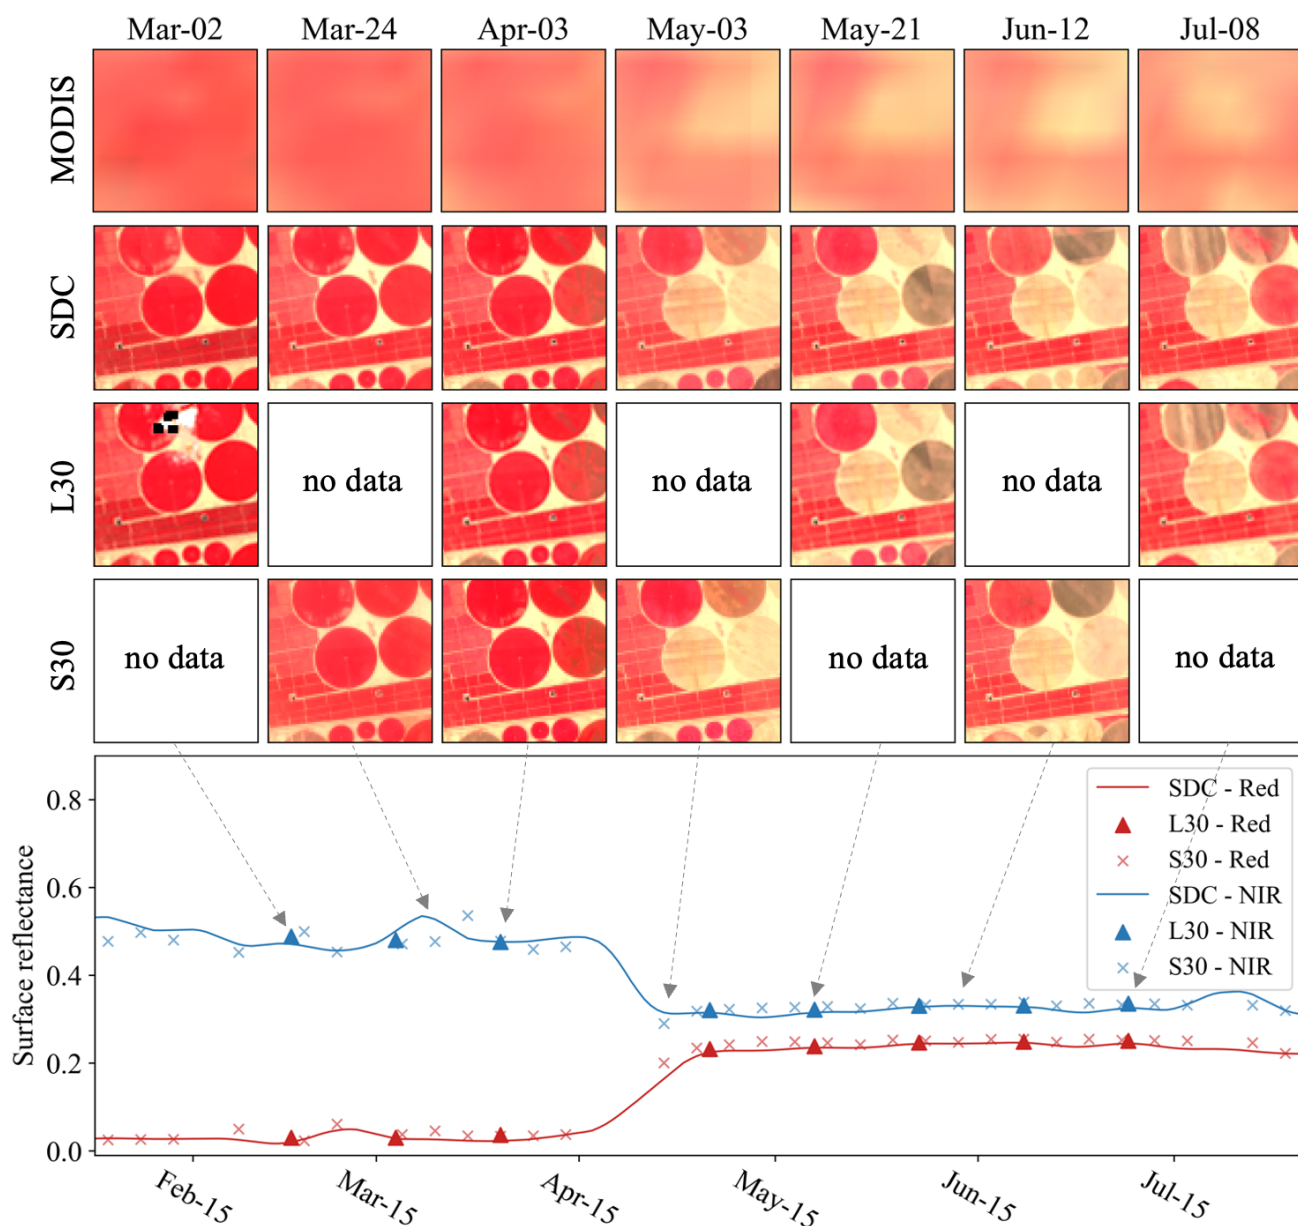 Mar-02 Mar-24 Apr-03 May-03 May-21 Jun-12 Jul-08
MODIS
SDC
L30
no data no data no data
S30
no data no data no data
Surface reflectance
0.8
0.6
0.4
0.2
0.0
SDC - Red
L30 - Red
S30 - Red
SDC - NIR
L30 - NIR
S30 - NIR
Feb-15 Mar-15 Apr-15 May-15 Jun-15 Jul-15